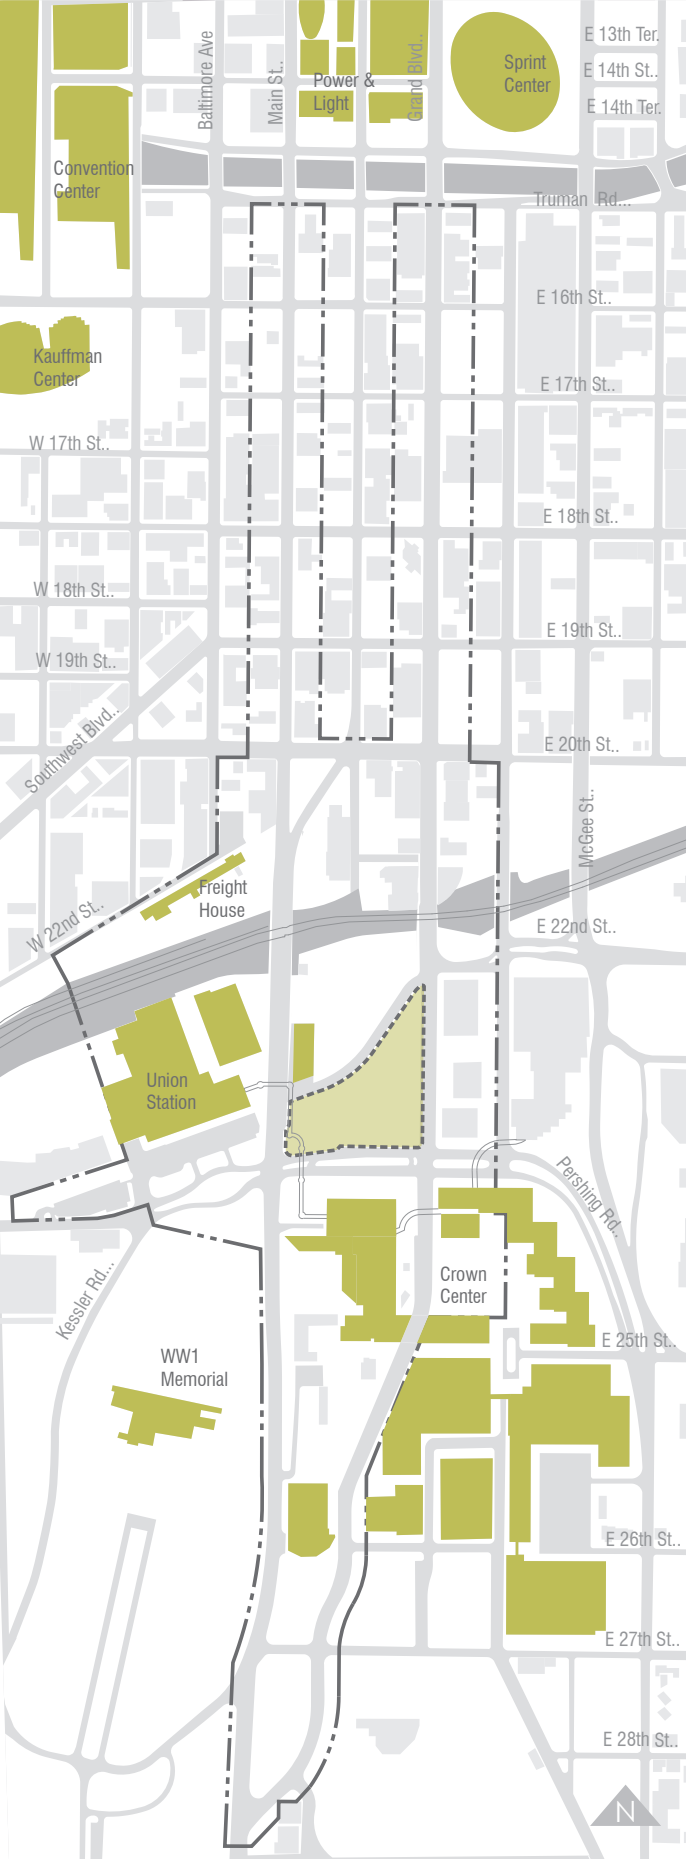 E 13th Ter.
Baltimore Ave
Main St..
Grand Blvd..
Sprint
Center
E 14th St..
Power &
Light
E 14th Ter.
Convention
Center
Truman Rd...
E 16th St..
Kauffman
Center
E 17th St..
W 17th St..
E 18th St..
W 18th St..
E 19th St..
W 19th St..
Southwest Blvd..
E 20th St..
McGee St..
Freight
House
W 22nd St..
E 22nd St..
Union
Station
Pershing Rd..
Kessler Rd...
Crown
Center
E 25th St..
WW1
Memorial
E 26th St..
E 27th St..
E 28th St..
N